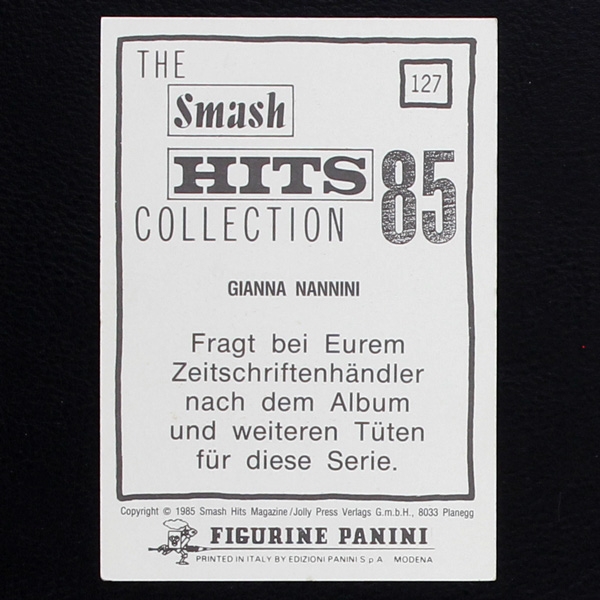 THE
127
Smash
HITS 85
COLLECTION
GIANNA NANNINI
Fragt bei Eurem
Zeitschriftenhändler
nach dem Album
und weiteren Tüten
für diese Serie.
Copyright © 1985 Smash Hits Magazine/Jolly Press Verlags G.m.b.H., 8033 Planegg
FIGURINE PANINI
PRINTED IN ITALY BY EDIZIONI PANINI S p A MODENA